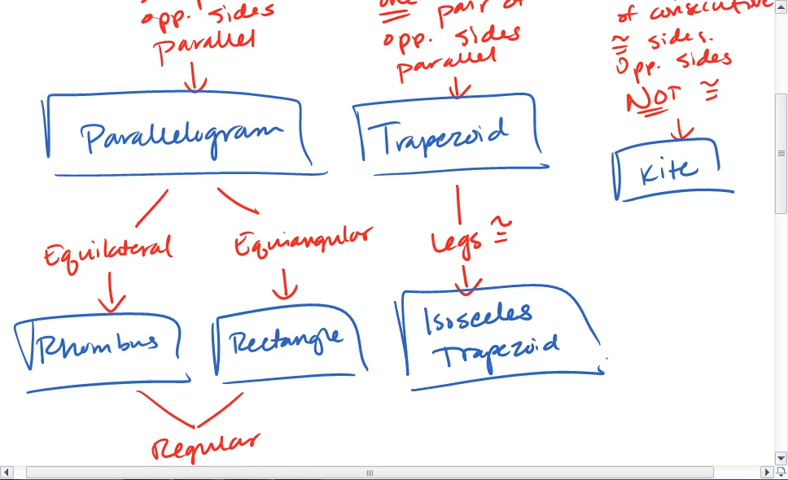 opp. sides
Parallel
one pair of
opp. sides
parallel
of consecutive
≅ sides.
Opp. sides
NOT ≅
Parallelogram
Trapezoid
Kite
Equilateral
Equiangular
Legs ≅
Rhombus
Rectangle
Isosceles
Trapezoid
Regular